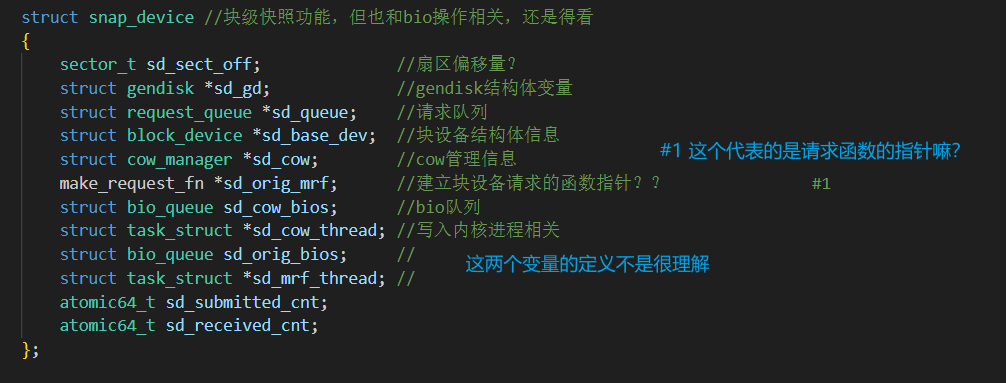 struct snap_device //块级快照功能，但也和bio操作相关，还是得看
{
sector_t sd_sect_off; //扇区偏移量？
struct gendisk *sd_gd; //gendisk结构体变量
struct request_queue *sd_queue; //请求队列
struct block_device *sd_base_dev; //块设备结构体信息
struct cow_manager *sd_cow; //cow管理信息
#1 这个代表的是请求函数的指针嘛？
make_request_fn *sd_orig_mrf; //建立块设备请求的函数指针？？ #1
struct bio_queue sd_cow_bios; //bio队列
struct task_struct *sd_cow_thread; //写入内核进程相关
struct bio_queue sd_orig_bios; //
这两个变量的定义不是很理解
struct task_struct *sd_mrf_thread; //
atomic64_t sd_submitted_cnt;
atomic64_t sd_received_cnt;
};